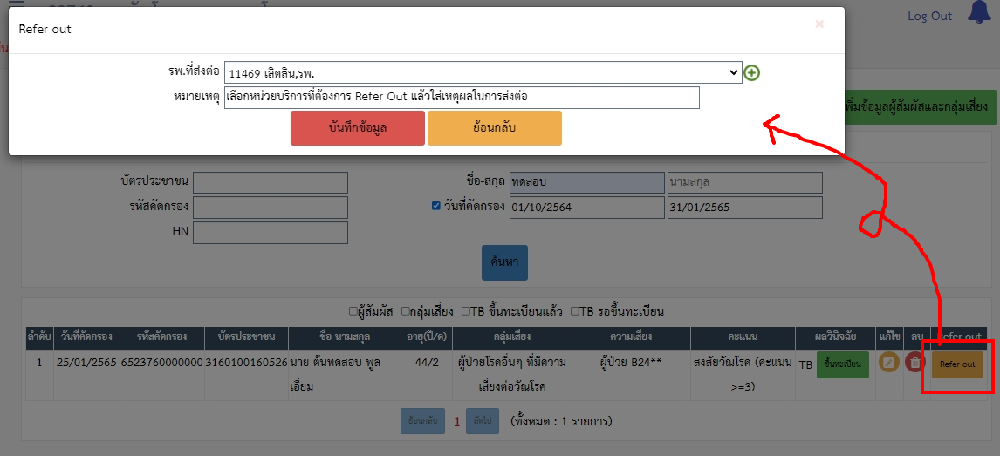 Log Out
Refer out
รพ.ที่ส่งต่อ 11469 เลิดสิน,รพ.
หมายเหตุ เลือกหน่วยบริการที่ต้องการ Refer Out แล้วใส่เหตุผลในการส่งต่อ
บันทึกข้อมูล ย้อนกลับ
พิ่มข้อมูลผู้สัมผัสและกลุ่มเสี่ยง
บัตรประชาชน ชื่อ-สกุล ทดสอบ นามสกุล
รหัสคัดกรอง วันที่คัดกรอง 01/10/2564 31/01/2565
HN
ค้นหา
ผู้สัมผัส กลุ่มเสี่ยง TB ขึ้นทะเบียนแล้ว TB รอขึ้นทะเบียน
ลำดับ วันที่คัดกรอง รหัสคัดกรอง บัตรประชาชน ชื่อ-นามสกุล อายุ(ปี/ด) กลุ่มเสี่ยง ความเสี่ยง คะแนน ผลวินิจฉัย แก้ไข ลบ Refer out
1 25/01/2565 6523760000000 3160100160526 นาย ต้นทดสอบ พูล 44/2 ผู้ป่วยโรคอื่นๆ ที่มีความ ผู้ป่วย B24** สงสัยวัณโรค (คะแนน TB ขึ้นทะเบียน Refer out
เอี่ยม เสี่ยงต่อวัณโรค >=3)
ย้อนกลับ 1 ถัดไป (ทั้งหมด : 1 รายการ)